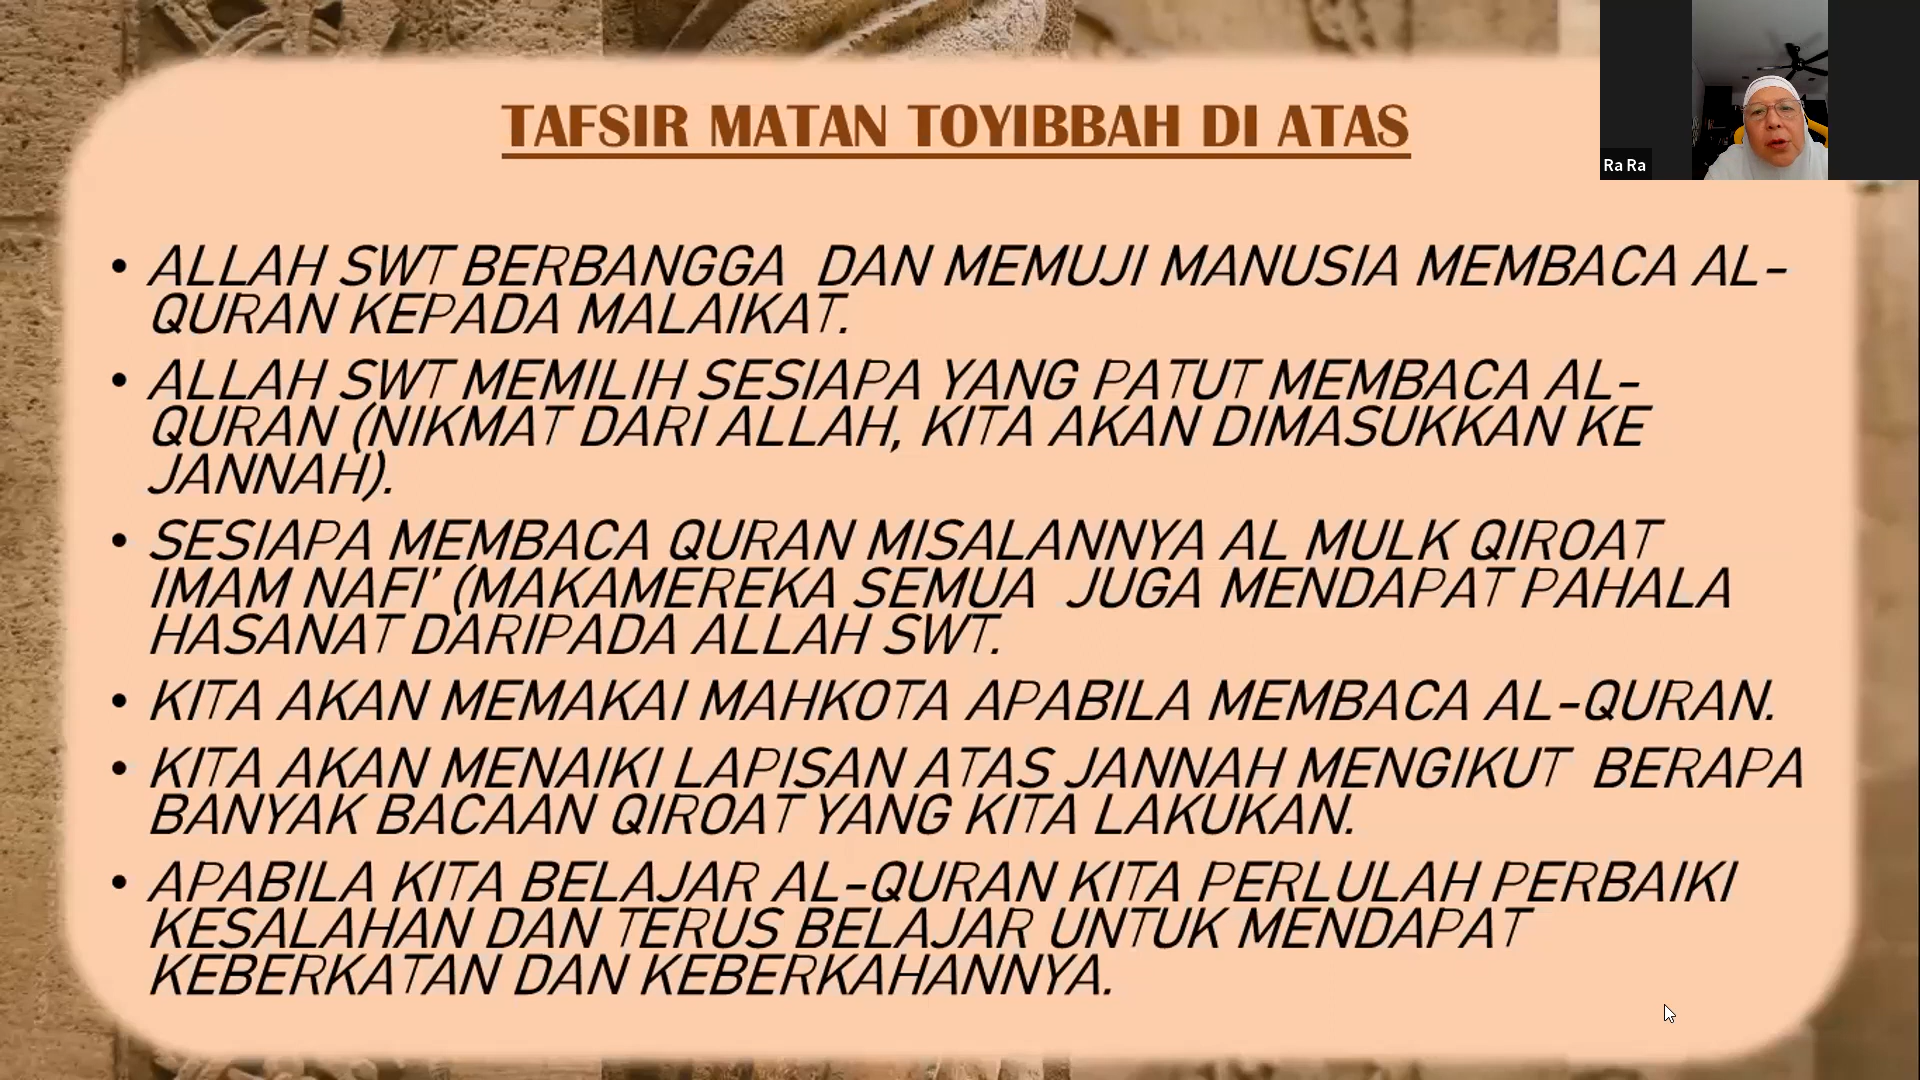 TAFSIR MATAN TOYIBBAH DI ATAS
Ra Ra
• ALLAH SWT BERBANGGA DAN MEMUJI MANUSIA MEMBACA AL-
QURAN KEPADA MALAIKAT.
• ALLAH SWT MEMILIH SESIAPA YANG PATUT MEMBACA AL-
QURAN (NIKMAT DARI ALLAH, KITA AKAN DIMASUKKAN KE
JANNAH).
• SESIAPA MEMBACA QURAN MISALANNYA AL MULK QIROAT
IMAM NAFI’ (MAKAMEREKA SEMUA JUGA MENDAPAT PAHALA
HASANAT DARIPADA ALLAH SWT.
• KITA AKAN MEMAKAI MAHKOTA APABILA MEMBACA AL-QURAN.
• KITA AKAN MENAIKI LAPISAN ATAS JANNAH MENGIKUT BERAPA
BANYAK BACAAN QIROAT YANG KITA LAKUKAN.
• APABILA KITA BELAJAR AL-QURAN KITA PERLULAH PERBAIKI
KESALAHAN DAN TERUS BELAJAR UNTUK MENDAPAT
KEBERKATAN DAN KEBERKAHANNYA.